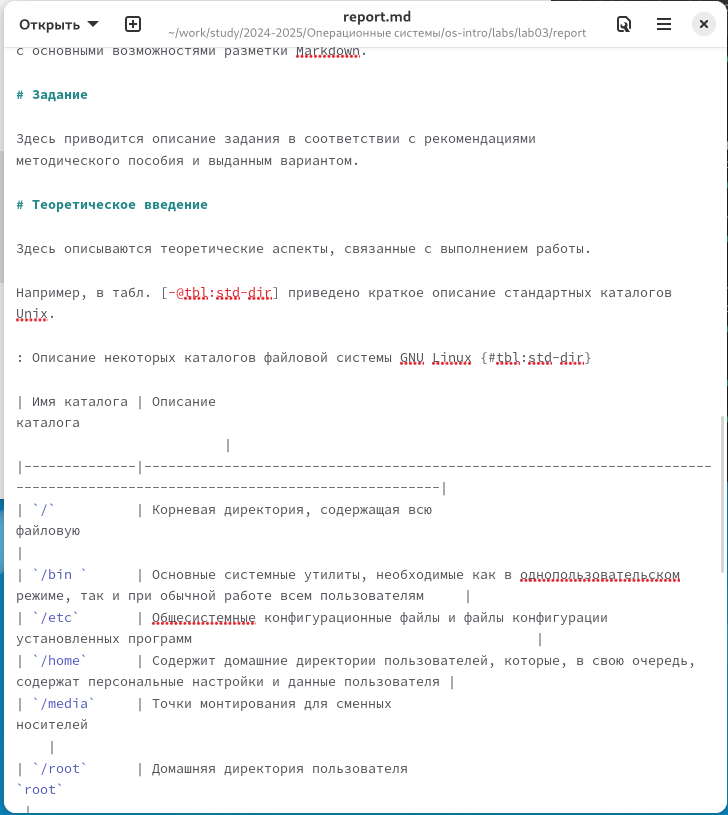 Открыть
report.md
~/work/study/2024-2025/Операционные системы/os-intro/labs/lab03/report
с основными возможностями разметки Markdown.
# Задание
Здесь приводится описание задания в соответствии с рекомендациями
методического пособия и выданным вариантом.
# Теоретическое введение
Здесь описываются теоретические аспекты, связанные с выполнением работы.
Например, в табл. [-@tbl:std-dir] приведено краткое описание стандартных каталогов
Unix.
: Описание некоторых каталогов файловой системы GNU Linux {#tbl:std-dir}
| Имя каталога | Описание
каталога
|
|--------------|-----------------------------------------------------------------------
-----------------------------------------------------|
| `/`          | Корневая директория, содержащая всю
файловую
|
| `/bin `      | Основные системные утилиты, необходимые как в однопользовательском
режиме, так и при обычной работе всем пользователям     |
| `/etc`       | Общесистемные конфигурационные файлы и файлы конфигурации
установленных программ                                           |
| `/home`      | Содержит домашние директории пользователей, которые, в свою очередь,
содержат персональные настройки и данные пользователя |
| `/media`     | Точки монтирования для сменных
носителей
|
| `/root`      | Домашняя директория пользователя
`root`
|